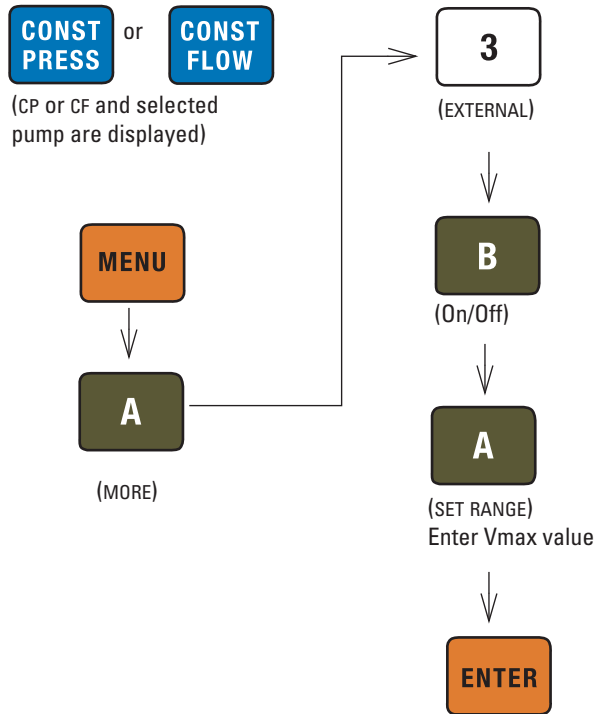 CONST PRESS or CONST FLOW
(CP or CF and selected
pump are displayed)
MENU
A
(MORE)
3
(EXTERNAL)
B
(On/Off)
A
(SET RANGE)
Enter Vmax value
ENTER